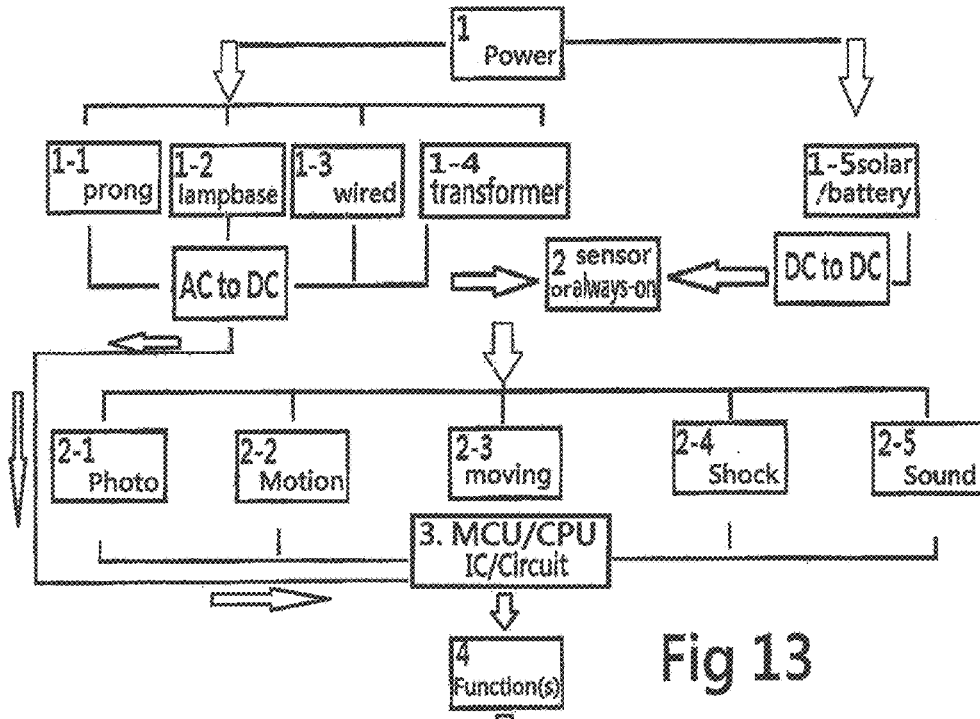 1
Power
1-1
prong
1-2
lampbase
1-3
wired
1-4
transformer
1-5solar
/battery
AC to DC
2 sensor
or always-on
DC to DC
2-1
Photo
2-2
Motion
2-3
moving
2-4
Shock
2-5
Sound
3. MCU/CPU
IC/Circuit
4
Function(s)
Fig 13